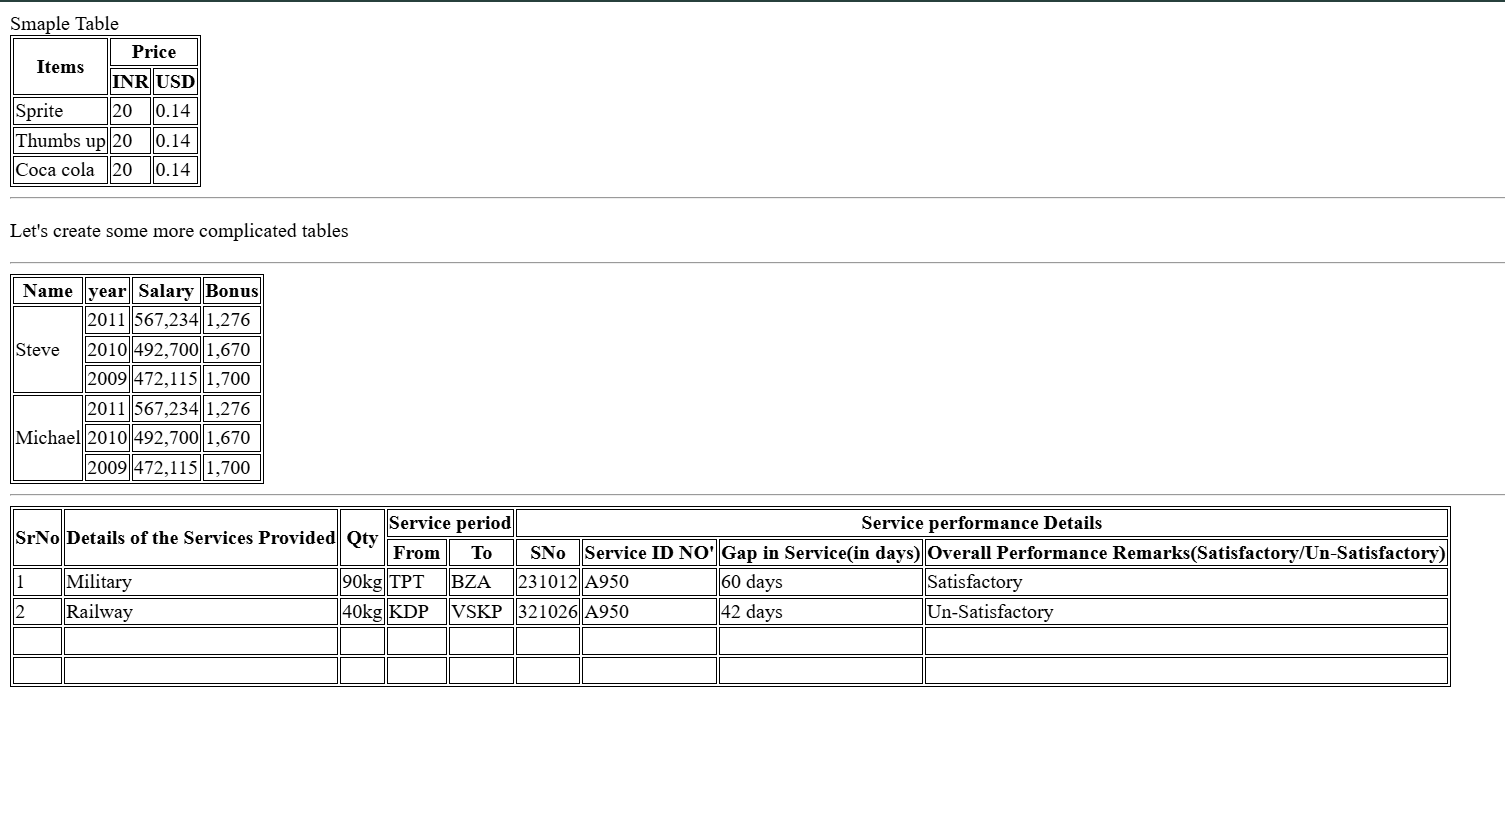 Smaple Table
Items Price
INR USD
Sprite 20 0.14
Thumbs up 20 0.14
Coca cola 20 0.14
Let's create some more complicated tables
Name year Salary Bonus
Steve 2011 567,234 1,276
2010 492,700 1,670
2009 472,115 1,700
Michael 2011 567,234 1,276
2010 492,700 1,670
2009 472,115 1,700
SrNo Details of the Services Provided Qty Service period Service performance Details
From To SNo Service ID NO' Gap in Service(in days) Overall Performance Remarks(Satisfactory/Un-Satisfactory)
1 Military 90kg TPT BZA 231012 A950 60 days Satisfactory
2 Railway 40kg KDP VSKP 321026 A950 42 days Un-Satisfactory